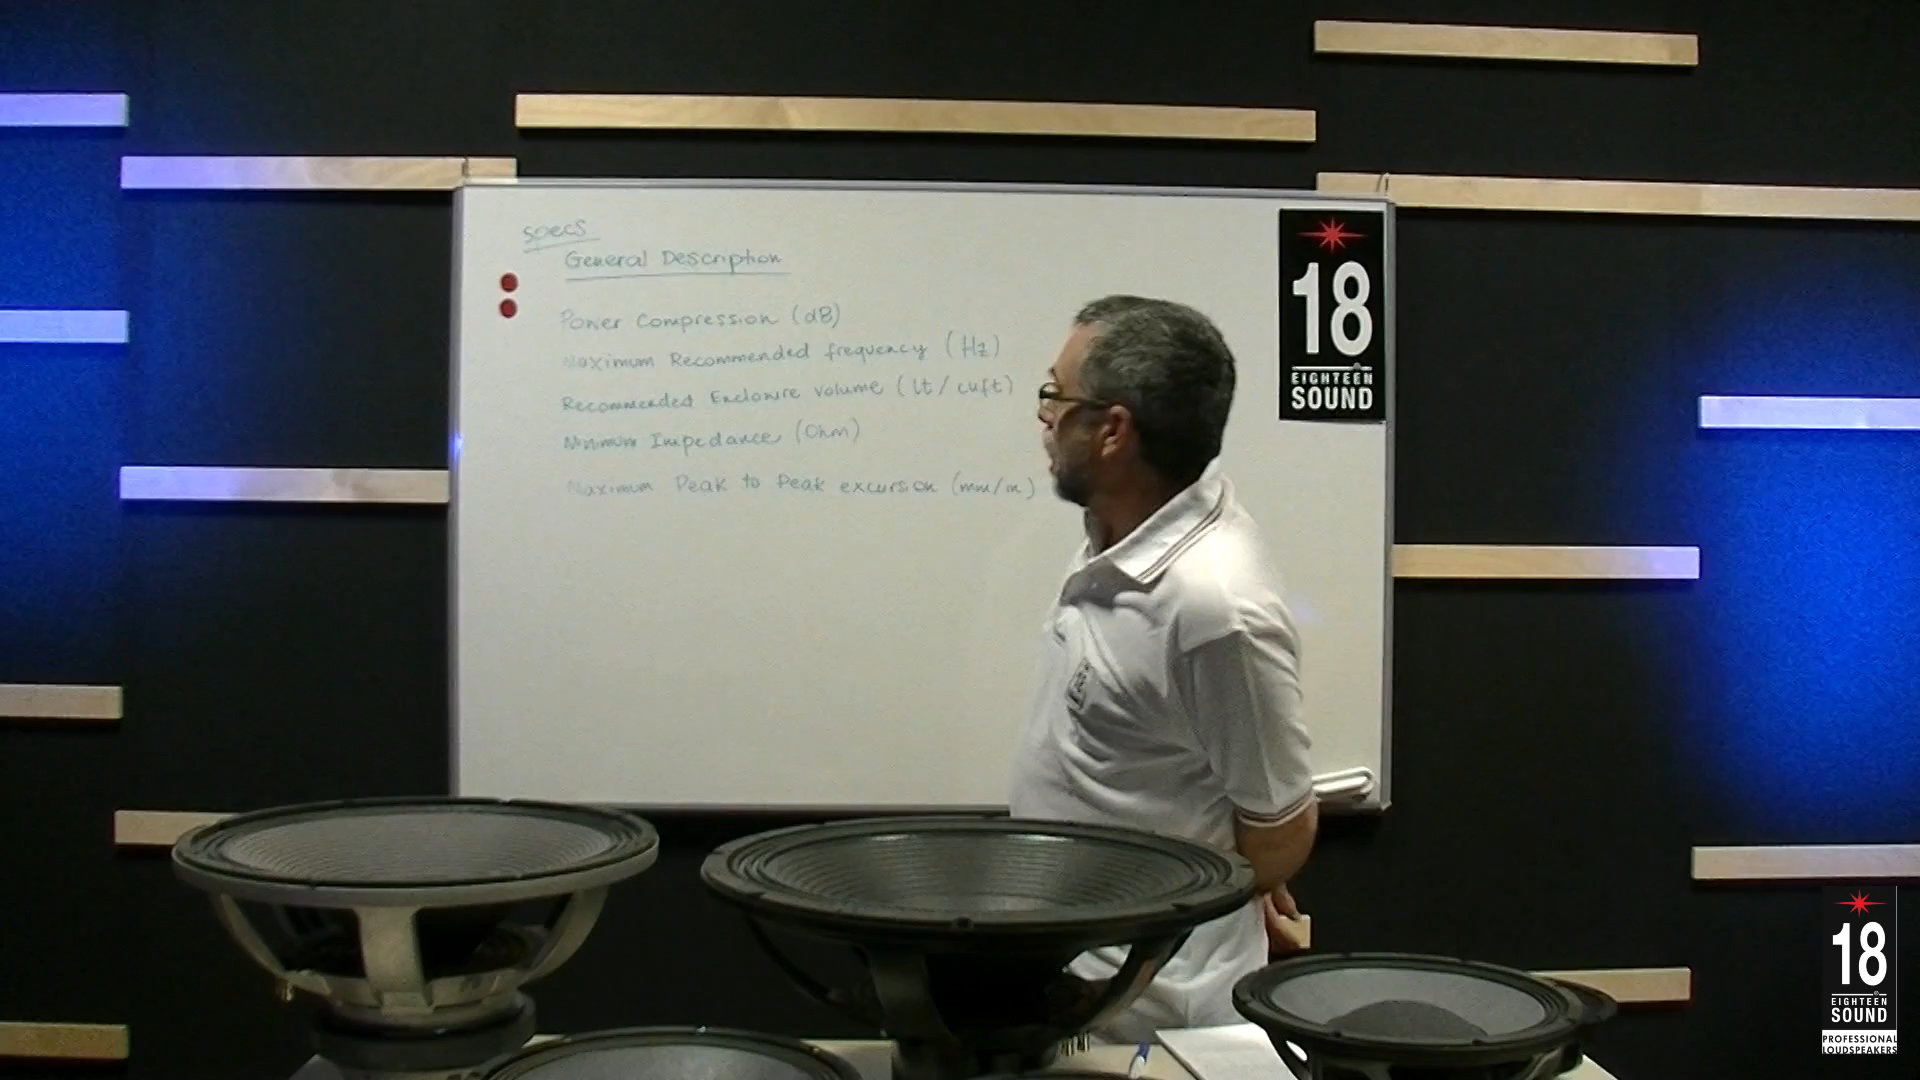 Specs
General Description
Power Compression (dB)
Maximum Recommended frequency (Hz)
Recommended Enclosure volume (lt/cuft)
Minimum Impedance (Ohm)
Maximum Peak to Peak excursion (mm/in)
18
EIGHTEEN
SOUND
18
18
EIGHTEEN
SOUND
PROFESSIONAL
LOUDSPEAKERS